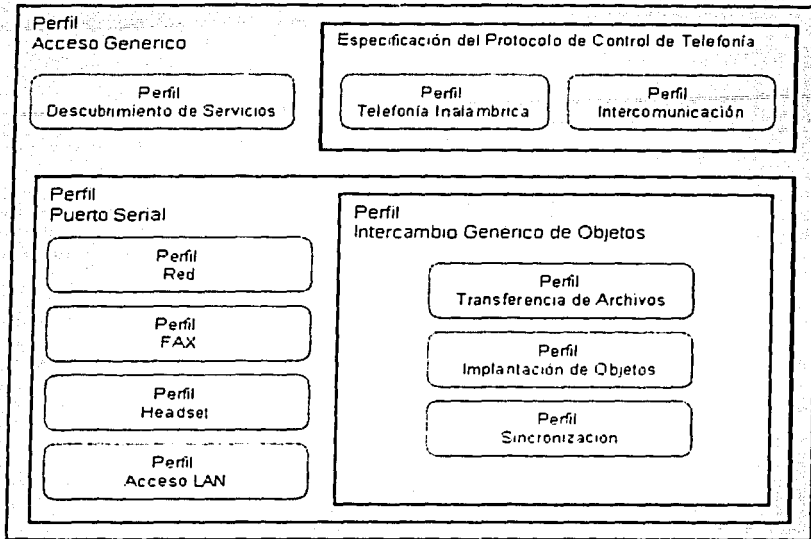 Perfil
Acceso Generico
Perfil
Descubrimiento de Servicios
Especificación del Protocolo de Control de Telefonía
Perfil
Telefonía Inalambrica
Perfil
Intercomunicación
Perfil
Puerto Serial
Perfil
Red
Perfil
FAX
Perfil
Headset
Perfil
Acceso LAN
Perfil
Intercambio Generico de Objetos
Perfil
Transferencia de Archivos
Perfil
Implantación de Objetos
Perfil
Sincronización